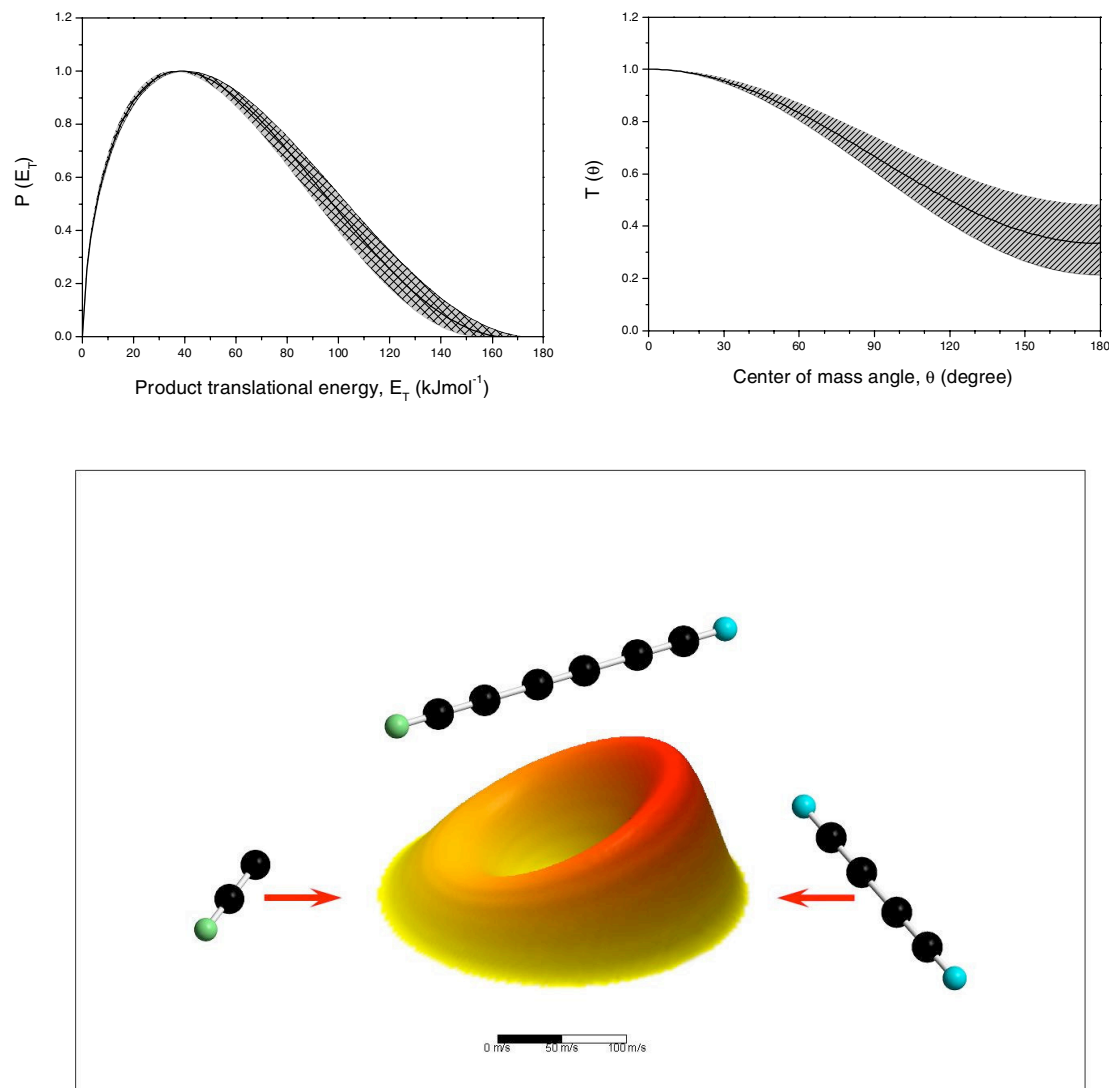 1.2
1.0
0.8
0.6
0.4
0.2
0.0
P (E_T)
0 20 40 60 80 100 120 140 160 180
Product translational energy, E_T (kJmol⁻¹)
1.2
1.0
0.8
0.6
0.4
0.2
0.0
T (θ)
0 30 60 90 120 150 180
Center of mass angle, θ (degree)
0 m/s 50 m/s 100 m/s